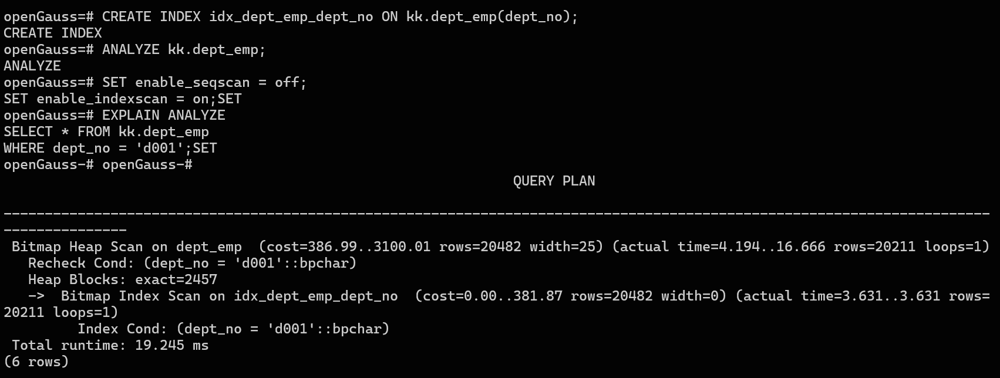 openGauss=# CREATE INDEX idx_dept_emp_dept_no ON kk.dept_emp(dept_no);
CREATE INDEX
openGauss=# ANALYZE kk.dept_emp;
ANALYZE
openGauss=# SET enable_seqscan = off;
SET enable_indexscan = on;SET
openGauss=# EXPLAIN ANALYZE
SELECT * FROM kk.dept_emp
WHERE dept_no = 'd001';SET
openGauss-# openGauss-#
QUERY PLAN
------------------------------------------------------------------------------------------------------------------------
---------------
 Bitmap Heap Scan on dept_emp  (cost=386.99..3100.01 rows=20482 width=25) (actual time=4.194..16.666 rows=20211 loops=1)
   Recheck Cond: (dept_no = 'd001'::bpchar)
   Heap Blocks: exact=2457
   ->  Bitmap Index Scan on idx_dept_emp_dept_no  (cost=0.00..381.87 rows=20482 width=0) (actual time=3.631..3.631 rows=
20211 loops=1)
         Index Cond: (dept_no = 'd001'::bpchar)
 Total runtime: 19.245 ms
(6 rows)